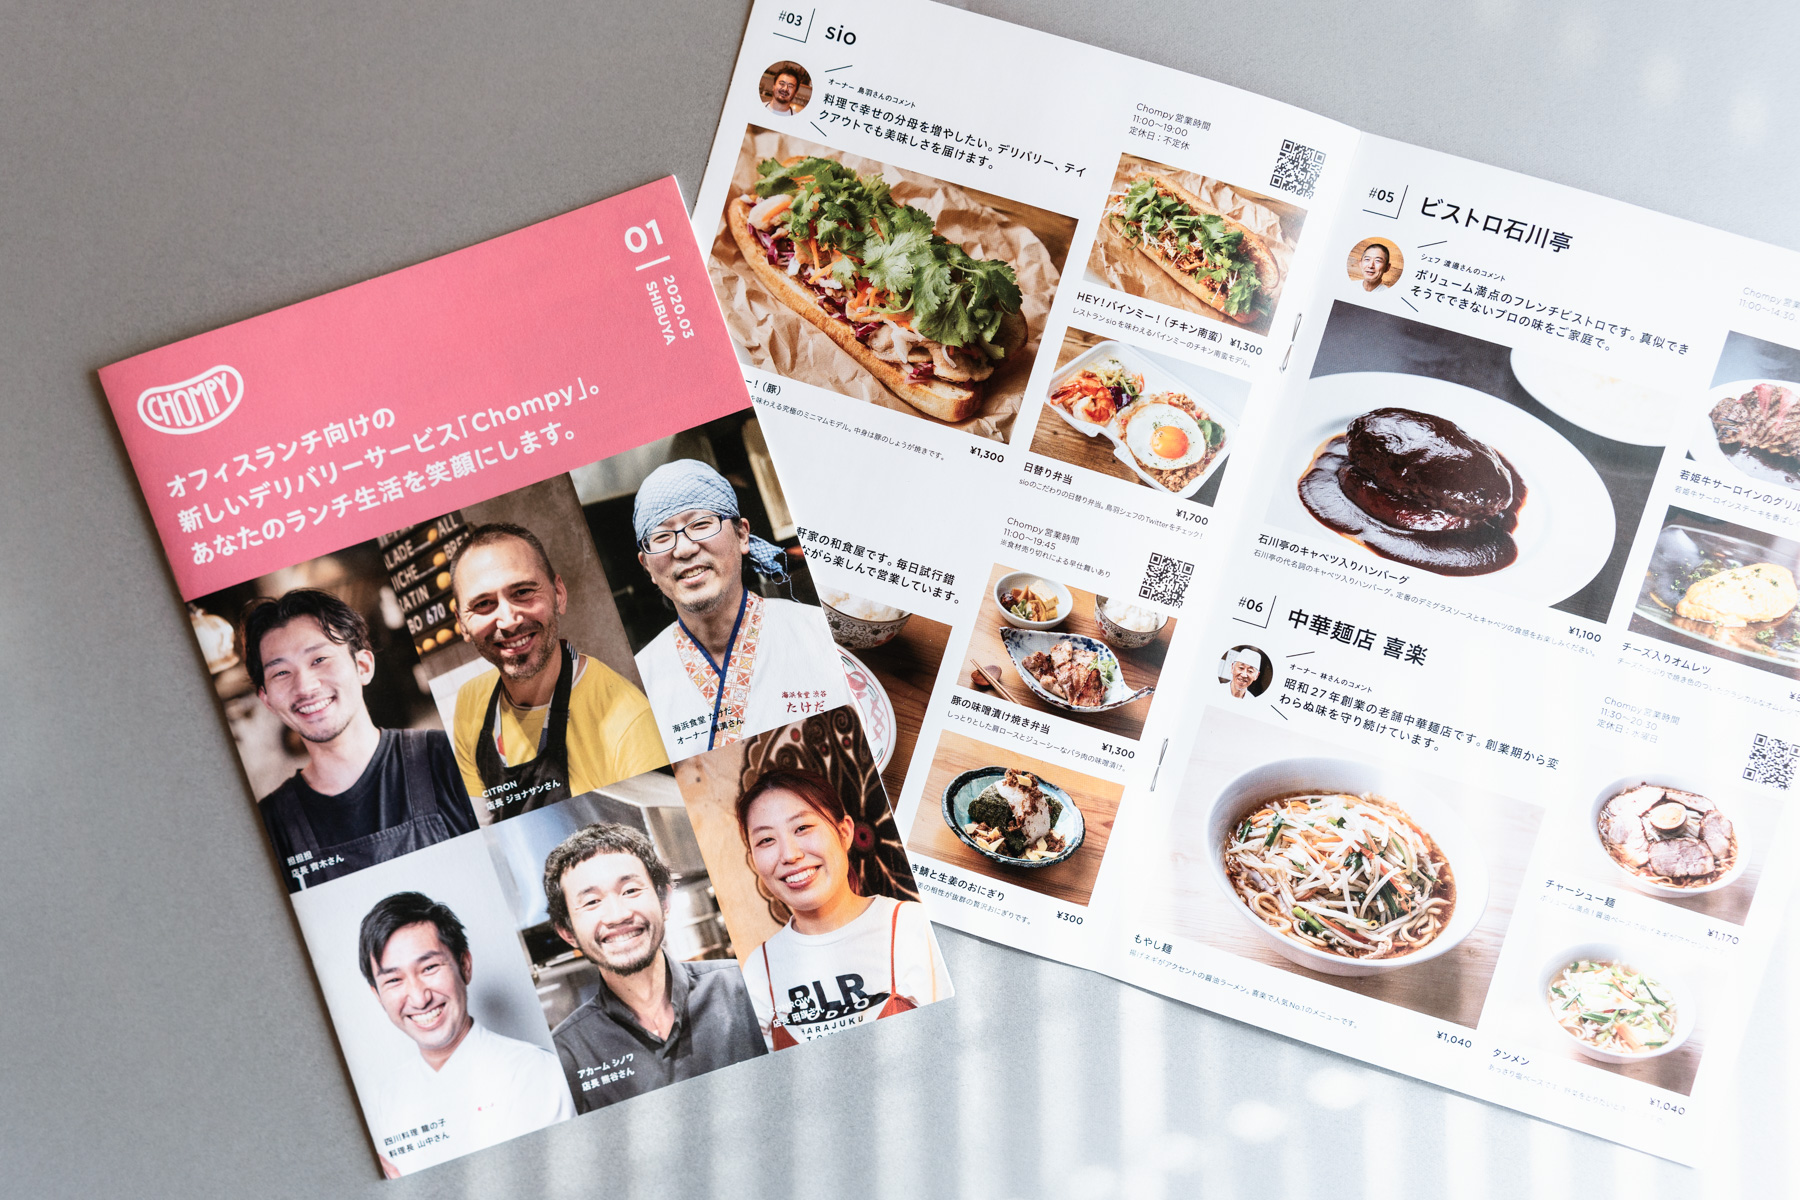 01
2020.03
SHIBUYA
CHOMPY
オフィスランチ向けの
新しいデリバリーサービス「Chompy」。
あなたのランチ生活を笑顔にします。
ALL
670
担担担
店長 齊木さん
CITRON
店長 ジョナサンさん
海浜食堂 渋谷
たけだ
海浜食堂 たけだ
オーナー
四川料理 龍の子
料理長 山中さん
アカーム シノワ
店長 熊谷さん
BLR
HARAJUKU
店長
#03
sio
オーナー 鳥羽さんのコメント
料理で幸せの分母を増やしたい。デリバリー、テイ
クアウトでも美味しさを届けます。
Chompy 営業時間
11:00〜19:00
定休日：不定休
ー！（豚）
を味わえる究極のミニマムモデル。中身は豚のしょうが焼きです。
¥1,300
HEY！バインミー！（チキン南蛮） ¥1,300
レストランsioを味わえるバインミーのチキン南蛮モデル。
日替り弁当
sioのこだわりの日替り弁当。鳥羽シェフのTwitterをチェック！
¥1,700
軒家の和食屋です。毎日試行錯
ながら楽しんで営業しています。
Chompy 営業時間
11:00〜19:45
※食材売り切れによる早仕舞いあり
豚の味噌漬け焼き弁当
¥1,300
しっとりとした肩ロースとジューシーなバラ肉の味噌漬け。
き鯖と生姜のおにぎり
の相性が抜群の贅沢おにぎりです。
¥300
#05
ビストロ石川亭
シェフ 渡邉さんのコメント
ボリューム満点のフレンチビストロです。真似でき
そうでできないプロの味をご家庭で。
Chompy 営業
11:00〜14:30
石川亭のキャベツ入りハンバーグ
石川亭の代名詞のキャベツ入りハンバーグ。定番のデミグラスソースとキャベツの食感をお楽しみください。
¥1,100
若姫牛サーロインのグリル
若姫牛サーロインステーキを香ばし
チーズ入りオムレツ
#06
中華麺店 喜楽
オーナー 林さんのコメント
昭和27年創業の老舗中華麺店です。創業期から変
わらぬ味を守り続けています。
Chompy 営業時間
11:30〜20:30
定休日：水曜日
もやし麺
揚げネギがアクセントの醤油ラーメン。喜楽で人気No.1のメニューです。
¥1,040
チャーシュー麺
¥1,170
タンメン
¥1,040